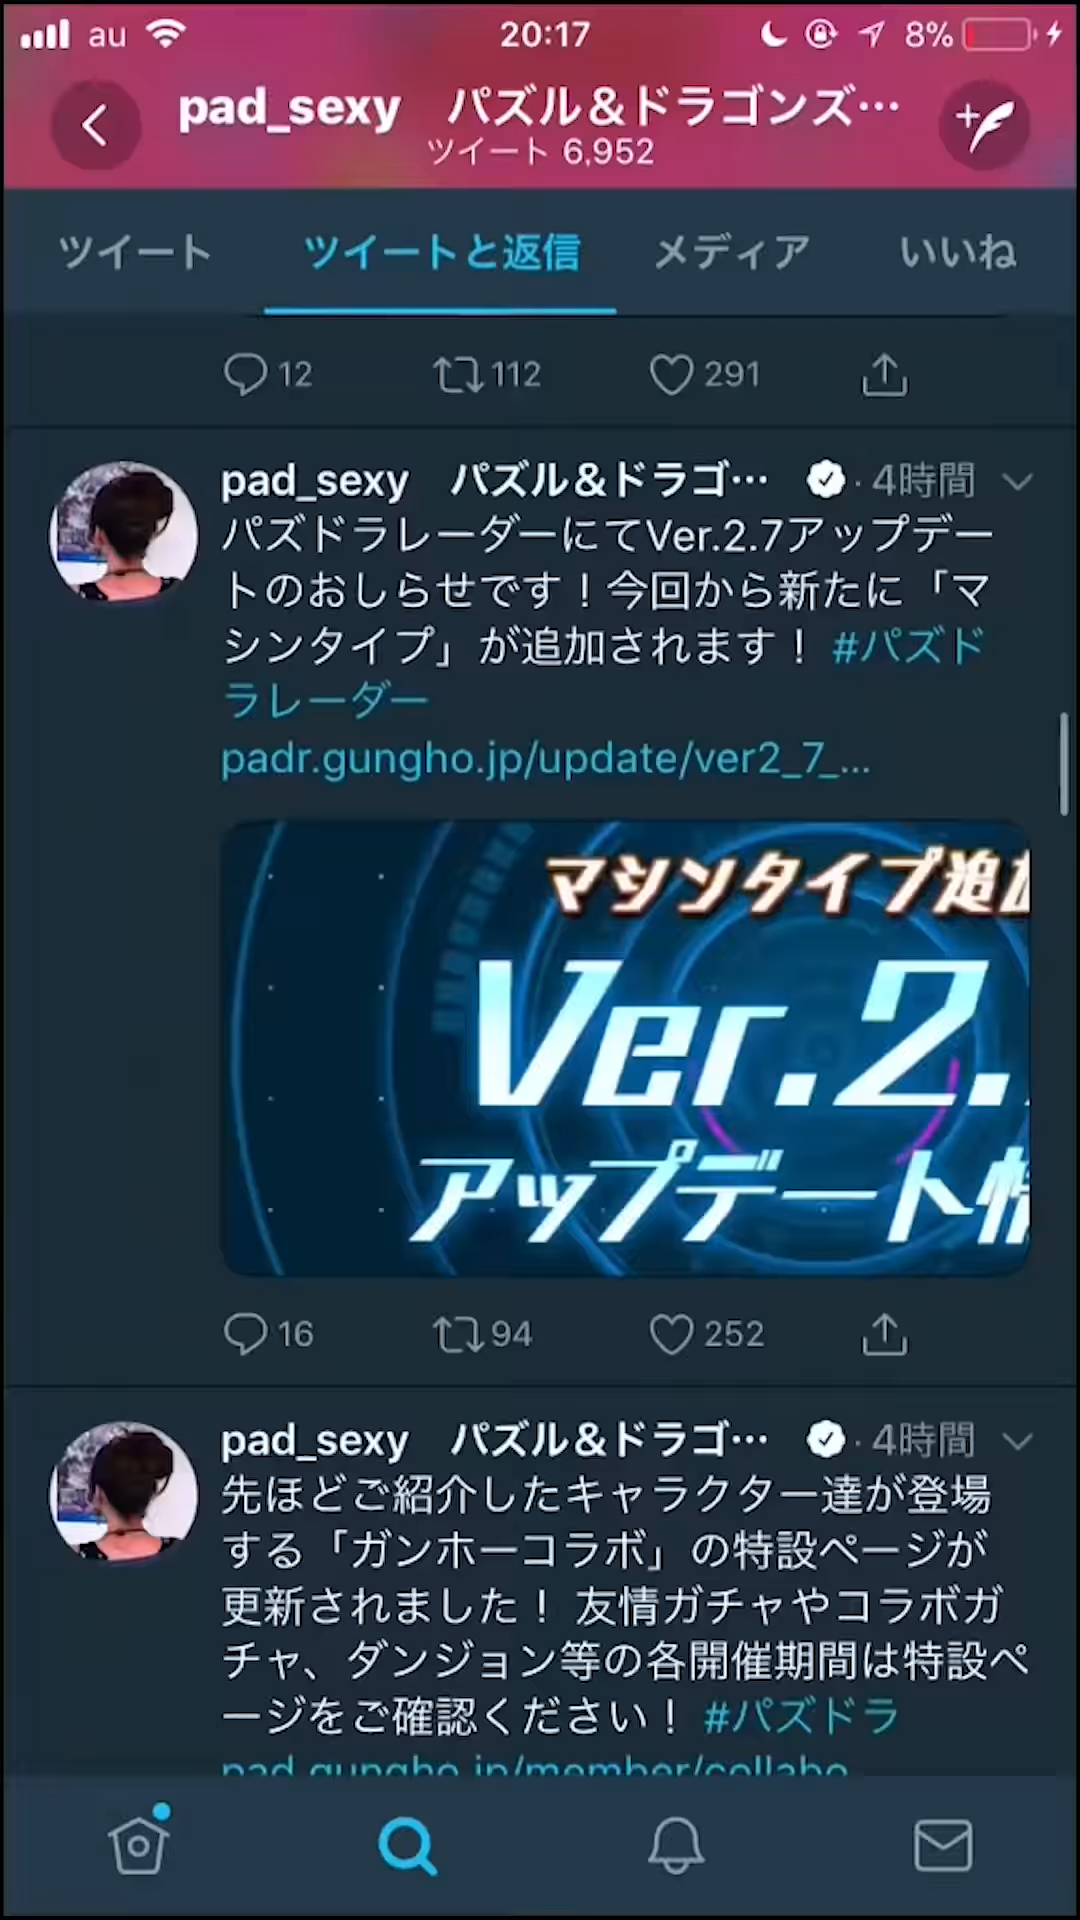 au 20:17 8%
pad_sexy パズル＆ドラゴンズ…
ツイート 6,952
ツイート ツイートと返信 メディア いいね
12 112 291
pad_sexy パズル＆ドラゴ… · 4時間
パズドラレーダーにてVer.2.7アップデー
トのおしらせです！今回から新たに「マ
シンタイプ」が追加されます！ #パズド
ラレーダー
padr.gungho.jp/update/ver2_7_...
マシンタイプ追加
Ver.2.
アップデート情
16 94 252
pad_sexy パズル＆ドラゴ… · 4時間
先ほどご紹介したキャラクター達が登場
する「ガンホーコラボ」の特設ページが
更新されました！ 友情ガチャやコラボガ
チャ、ダンジョン等の各開催期間は特設ペ
ージをご確認ください！ #パズドラ
pad.gungho.jp/member/collabo